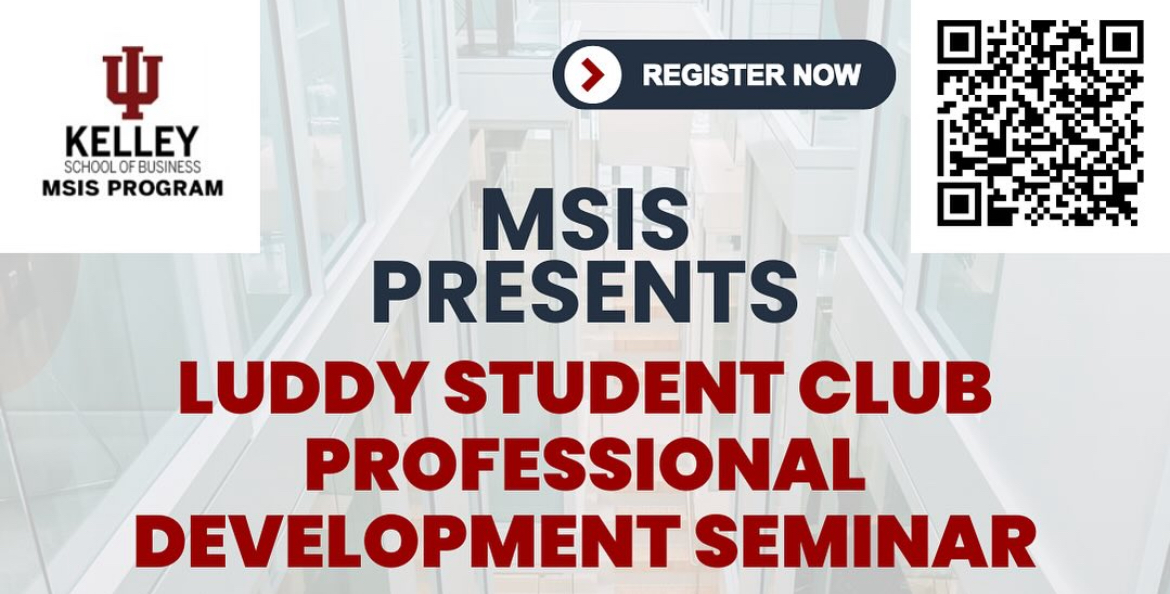 KELLEY
SCHOOL OF BUSINESS
MSIS PROGRAM
REGISTER NOW
MSIS
PRESENTS
LUDDY STUDENT CLUB
PROFESSIONAL
DEVELOPMENT SEMINAR